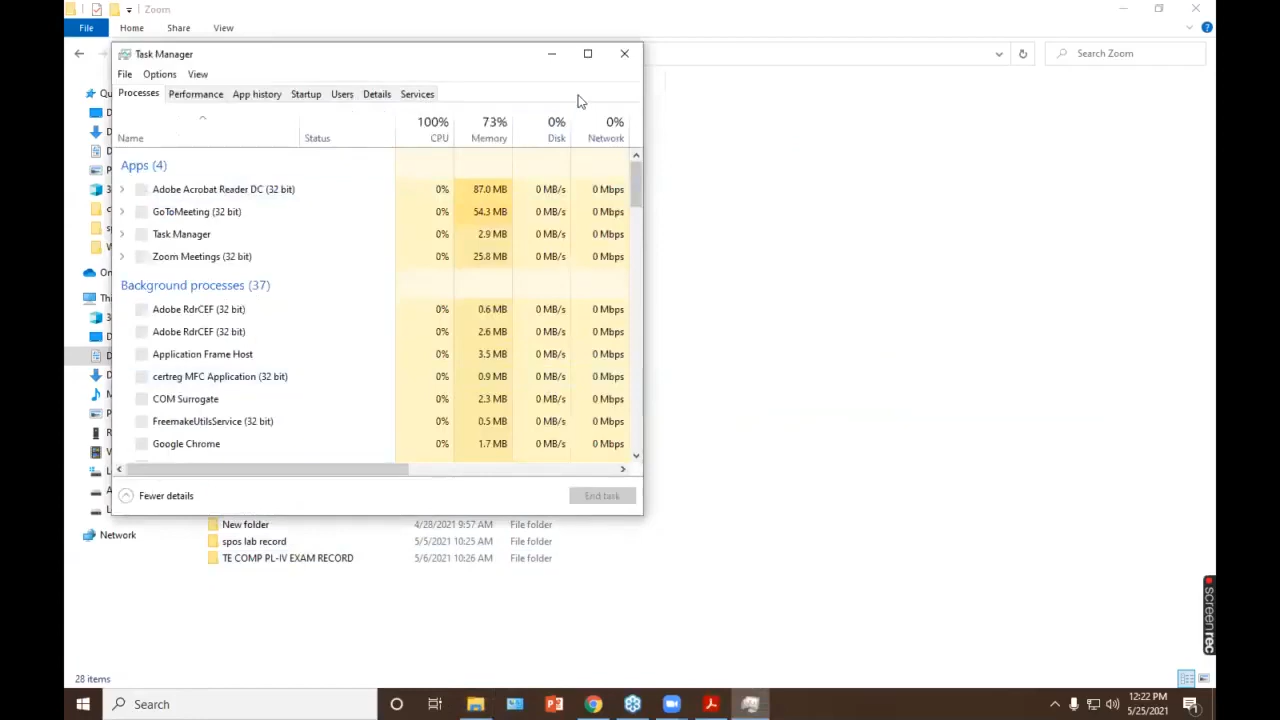 Zoom
File Home Share View
Search Zoom
Task Manager
File Options View
Processes Performance App history Startup Users Details Services
100% 73% 0% 0%
Name Status CPU Memory Disk Network
Apps (4)
Adobe Acrobat Reader DC (32 bit) 0% 87.0 MB 0 MB/s 0 Mbps
GoToMeeting (32 bit) 0% 54.3 MB 0 MB/s 0 Mbps
Task Manager 0% 2.9 MB 0 MB/s 0 Mbps
Zoom Meetings (32 bit) 0% 25.8 MB 0 MB/s 0 Mbps
Background processes (37)
Adobe RdrCEF (32 bit) 0% 0.6 MB 0 MB/s 0 Mbps
Adobe RdrCEF (32 bit) 0% 2.6 MB 0 MB/s 0 Mbps
Application Frame Host 0% 3.5 MB 0 MB/s 0 Mbps
certreg MFC Application (32 bit) 0% 0.9 MB 0 MB/s 0 Mbps
COM Surrogate 0% 2.3 MB 0 MB/s 0 Mbps
FreemakeUtilsService (32 bit) 0% 0.5 MB 0 MB/s 0 Mbps
Google Chrome 0% 1.7 MB 0 MB/s 0 Mbps
Fewer details End task
New folder 4/28/2021 9:57 AM File folder
Network
spos lab record 5/5/2021 10:25 AM File folder
TE COMP PL-IV EXAM RECORD 5/6/2021 10:26 AM File folder
screenrec
28 items
Search
12:22 PM
5/25/2021
1